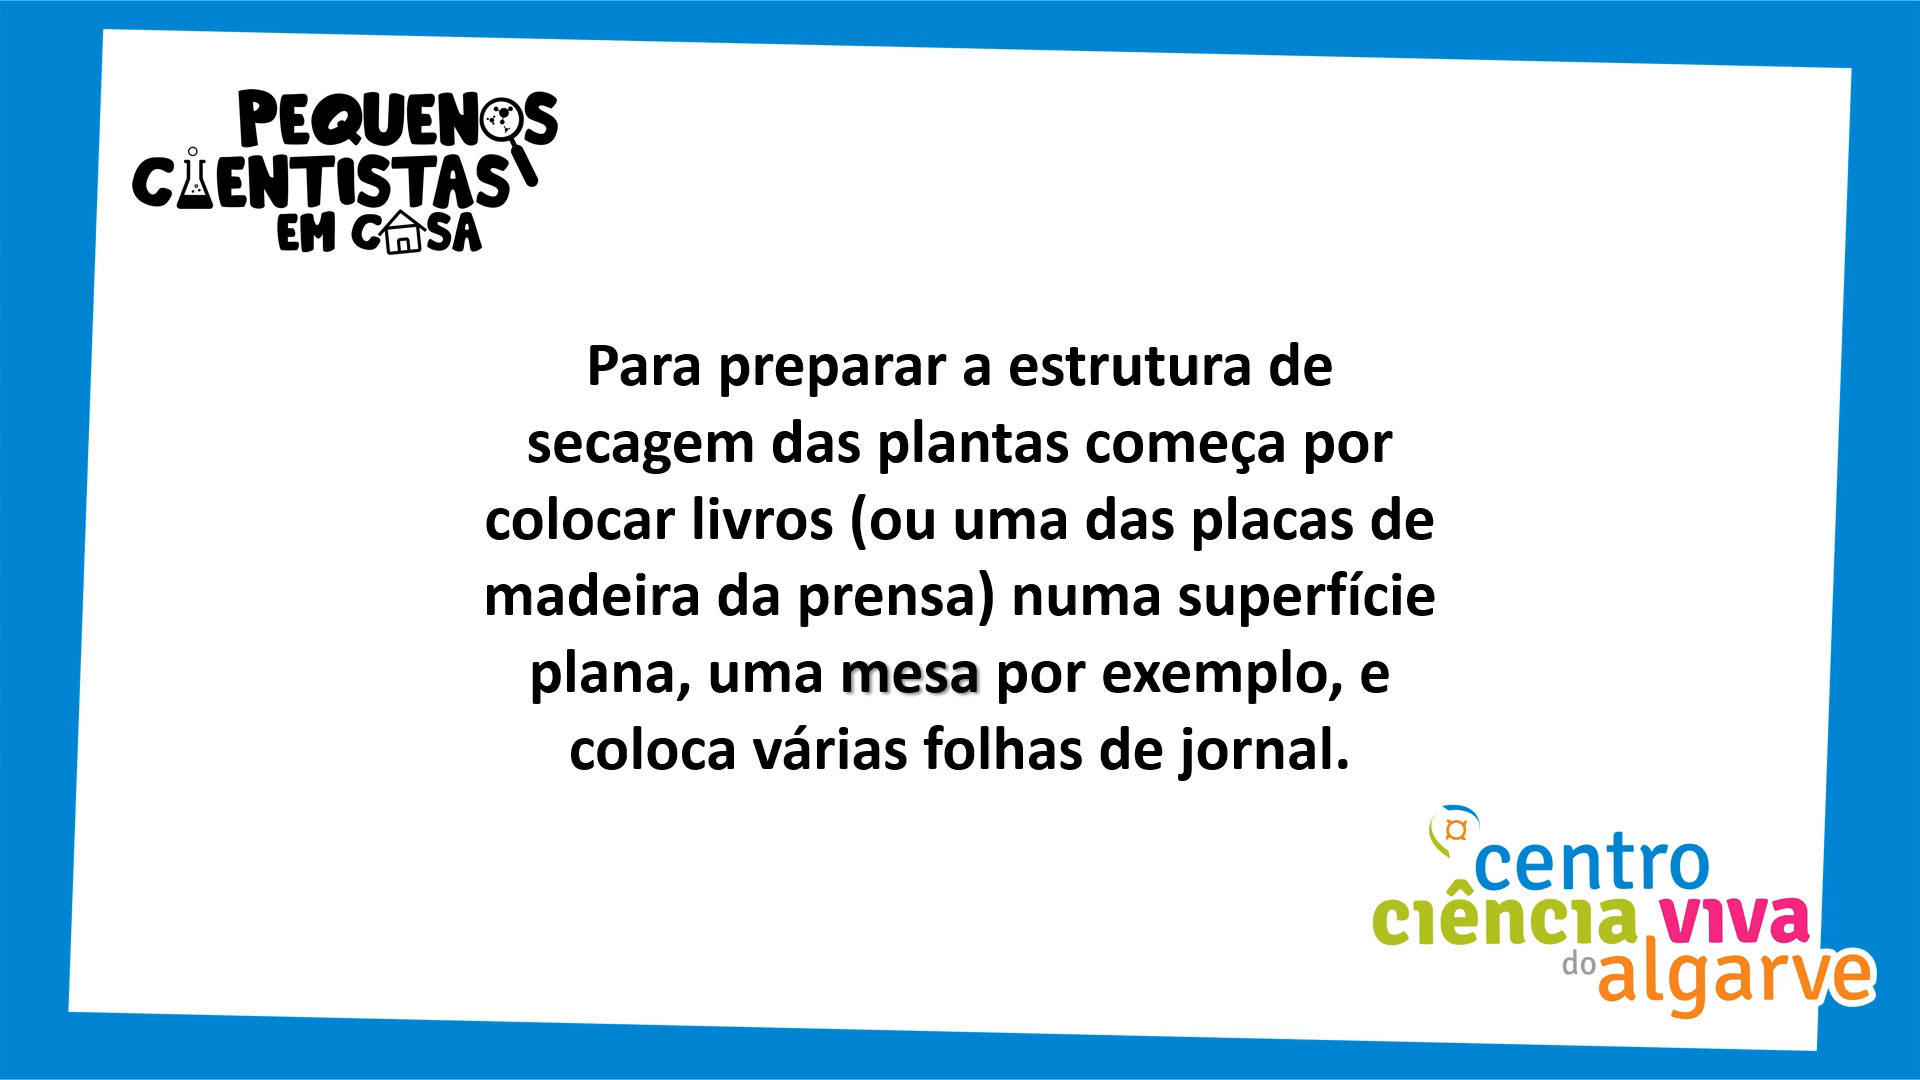 PEQUENOS
CIENTISTAS
EM CASA
Para preparar a estrutura de
secagem das plantas começa por
colocar livros (ou uma das placas de
madeira da prensa) numa superfície
plana, uma mesa por exemplo, e
coloca várias folhas de jornal.
centro
ciência viva
do algarve